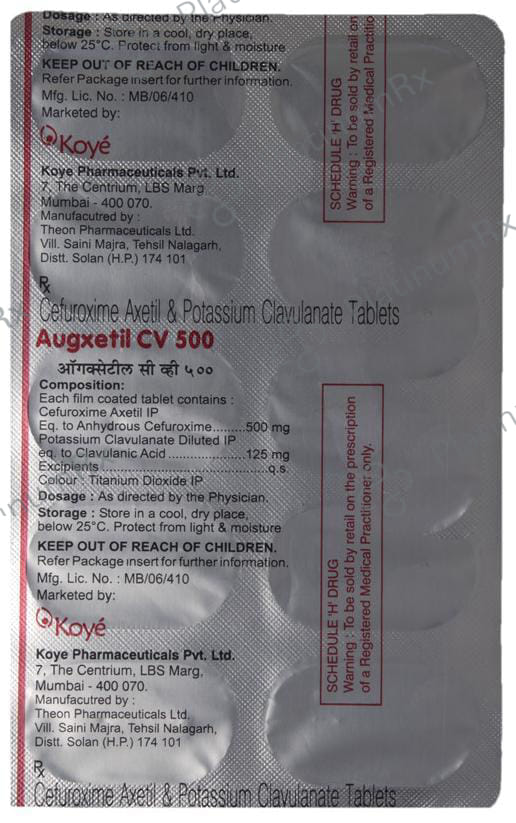 Dosage : As directed by the Physician.
Storage : Store in a cool, dry place,
below 25°C. Protect from light & moisture
KEEP OUT OF REACH OF CHILDREN.
Refer Package insert for further information.
Mfg. Lic. No. : MB/06/410
Marketed by:
Koyé
Koye Pharmaceuticals Pvt. Ltd.
7, The Centrium, LBS Marg,
Mumbai - 400 070.
Manufacutred by :
Theon Pharmaceuticals Ltd.
Vill. Saini Majra, Tehsil Nalagarh,
Distt. Solan (H.P.) 174 101
SCHEDULE 'H' DRUG
Warning : To be sold by retail on
of a Registered Medical Practitio
Rx
Cefuroxime Axetil & Potassium Clavulanate Tablets
Augxetil CV 500
ऑगक्सेटील सी व्ही ५००
Composition:
Each film coated tablet contains :
Cefuroxime Axetil IP
Eq. to Anhydrous Cefuroxime.........500 mg
Potassium Clavulanate Diluted IP
eq. to Clavulanic Acid .....................125 mg
Excipients .............................................q.s.
Colour : Titanium Dioxide IP
Dosage : As directed by the Physician.
Storage : Store in a cool, dry place,
below 25°C. Protect from light & moisture
KEEP OUT OF REACH OF CHILDREN.
Refer Package insert for further information.
Mfg. Lic. No. : MB/06/410
Marketed by:
Koyé
Koye Pharmaceuticals Pvt. Ltd.
7, The Centrium, LBS Marg,
Mumbai - 400 070.
Manufacutred by :
Theon Pharmaceuticals Ltd.
Vill. Saini Majra, Tehsil Nalagarh,
Distt. Solan (H.P.) 174 101
SCHEDULE 'H' DRUG
Warning : To be sold by retail on the prescription
of a Registered Medical Practitioner only.
Rx
Cefuroxime Axetil & Potassium Clavulanate Tablets
PlatinumRx